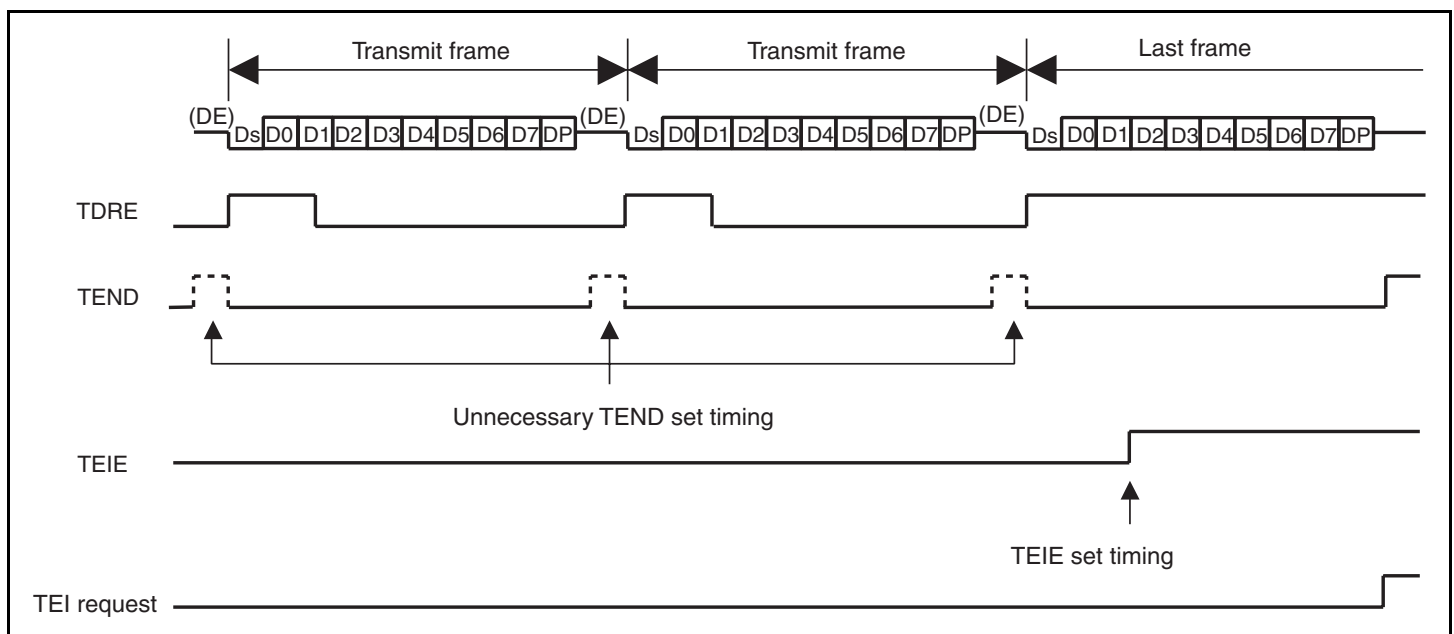 Transmit frame Transmit frame Last frame
(DE) Ds D0 D1 D2 D3 D4 D5 D6 D7 DP (DE) Ds D0 D1 D2 D3 D4 D5 D6 D7 DP (DE) Ds D0 D1 D2 D3 D4 D5 D6 D7 DP
TDRE
TEND
Unnecessary TEND set timing
TEIE
TEIE set timing
TEI request